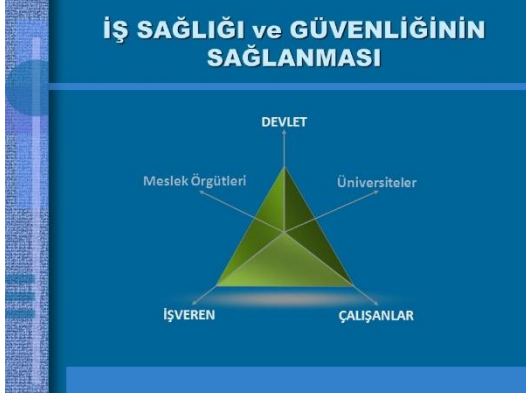 İŞ SAĞLIĞI ve GÜVENLİĞİNİN
SAĞLANMASI
DEVLET
Meslek Örgütleri
Üniversiteler
İŞVEREN
ÇALIŞANLAR